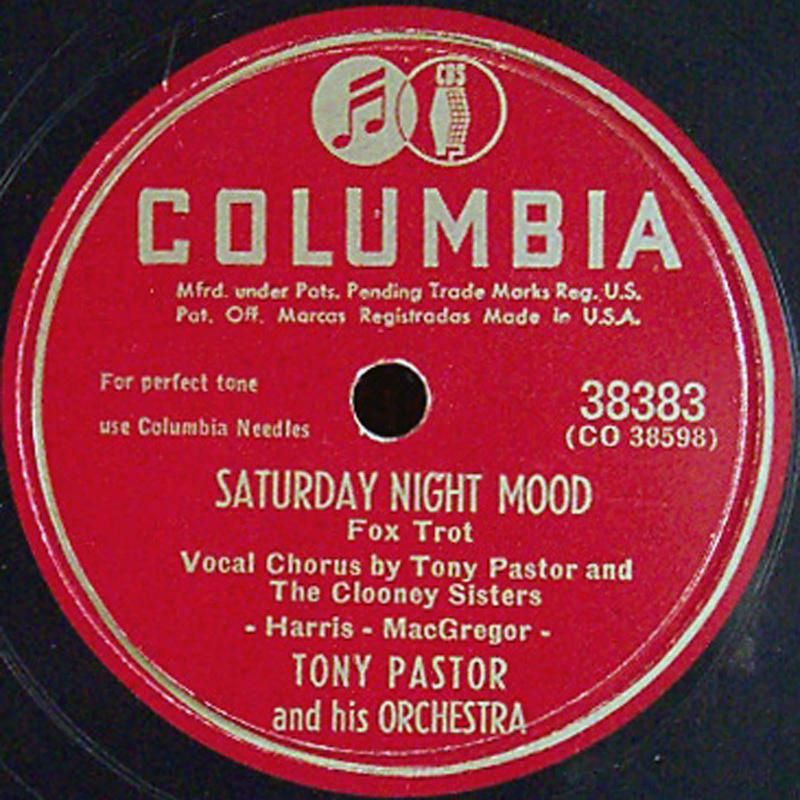 CBS
COLUMBIA
Mfrd. under Pats. Pending Trade Marks Reg. U.S.
Pat. Off. Marcas Registradas Made in U.S.A.
For perfect tone
use Columbia Needles
38383
(CO 38598)
SATURDAY NIGHT MOOD
Fox Trot
Vocal Chorus by Tony Pastor and
The Clooney Sisters
- Harris - MacGregor -
TONY PASTOR
and his ORCHESTRA